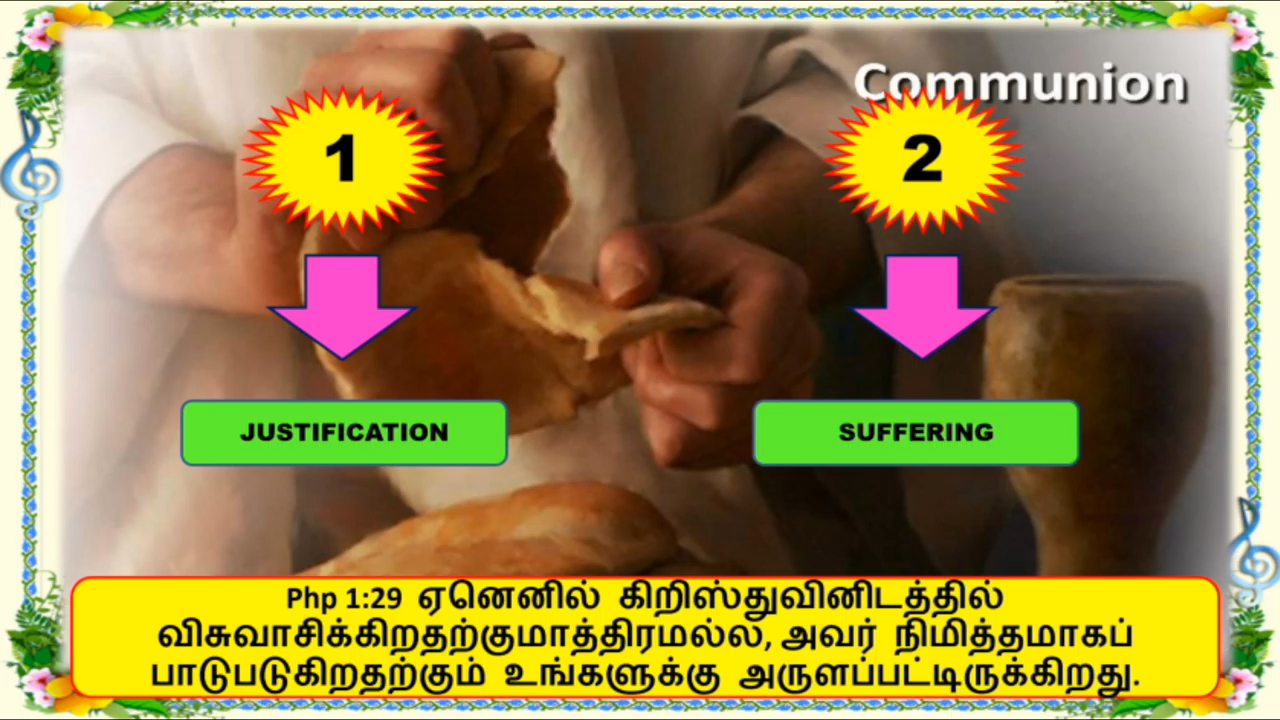 Communion
1
2
JUSTIFICATION
SUFFERING
Php 1:29 ஏனெனில் கிறிஸ்துவினிடத்தில்
விசுவாசிக்கிறதற்குமாத்திரமல்ல, அவர் நிமித்தமாகப்
பாடுபடுகிறதற்கும் உங்களுக்கு அருளப்பட்டிருக்கிறது.